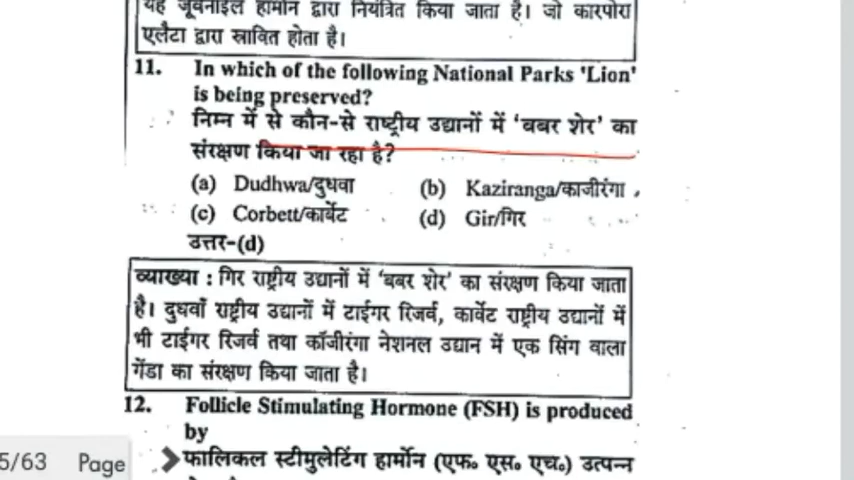 यह जूवेनाइल हार्मोन द्वारा नियंत्रित किया जाता है। जो कारपोरा
एलैटा द्वारा स्रावित होता है।
11. In which of the following National Parks 'Lion'
is being preserved?
निम्न में से कौन-से राष्ट्रीय उद्यानों में 'बबर शेर' का
संरक्षण किया जा रहा है?
(a) Dudhwa/दुधवा (b) Kaziranga/काजीरंगा
(c) Corbett/कार्बेट (d) Gir/गिर
उत्तर-(d)
व्याख्या : गिर राष्ट्रीय उद्यानों में 'बबर शेर' का संरक्षण किया जाता
है। दुधवाँ राष्ट्रीय उद्यानों में टाईगर रिजर्व, कार्वेट राष्ट्रीय उद्यानों में
भी टाईगर रिजर्व तथा कॉजीरंगा नेशनल उद्यान में एक सिंग वाला
गेंडा का संरक्षण किया जाता है।
12. Follicle Stimulating Hormone (FSH) is produced
by
फालिकल स्टीमुलेटिंग हार्मोन (एफ० एस० एच०) उत्पन्न
5/63 Page